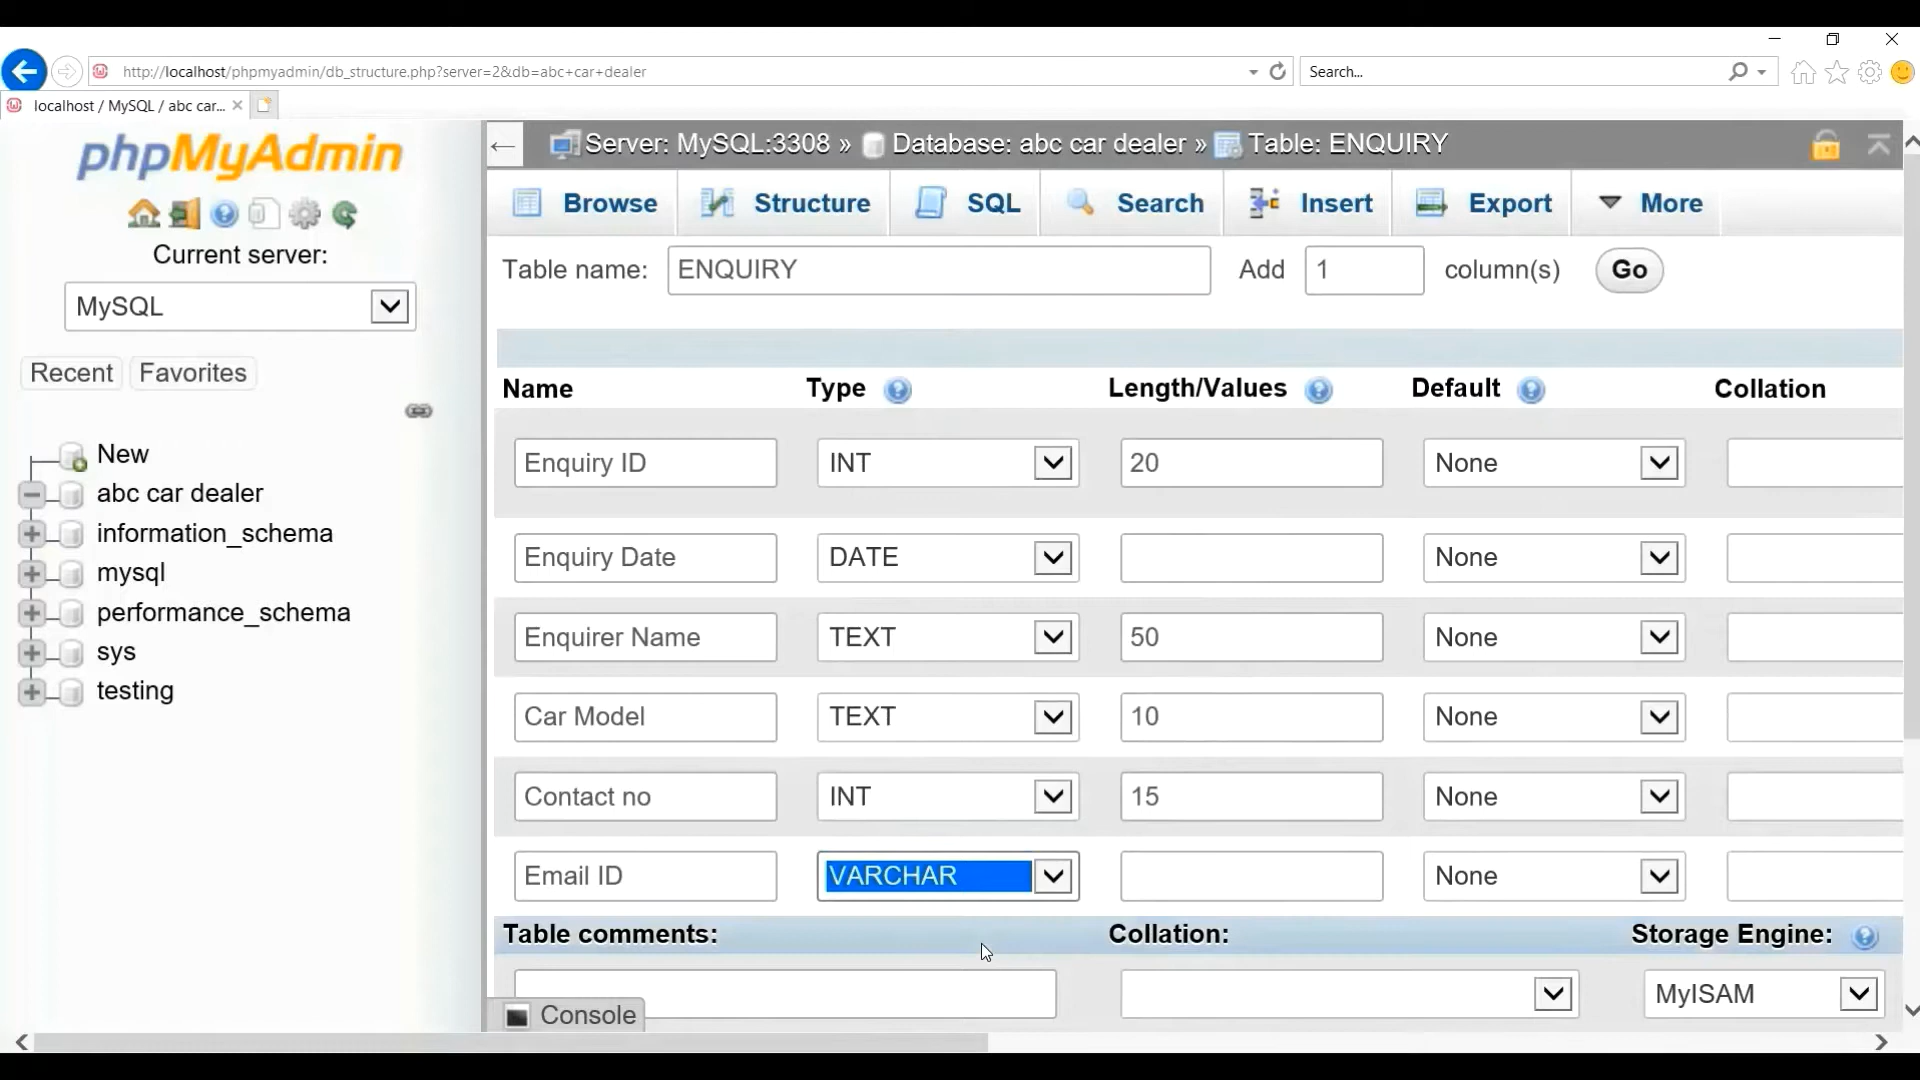 http://localhost/phpmyadmin/db_structure.php?server=2&db=abc+car+dealer
Search...
localhost / MySQL / abc car...
phpMyAdmin
Current server:
MySQL
Recent
Favorites
New
abc car dealer
information_schema
mysql
performance_schema
sys
testing
Server: MySQL:3308 » Database: abc car dealer » Table: ENQUIRY
Browse
Structure
SQL
Search
Insert
Export
More
Table name: ENQUIRY Add 1 column(s) Go
Name Type Length/Values Default Collation
Enquiry ID INT 20 None
Enquiry Date DATE None
Enquirer Name TEXT 50 None
Car Model TEXT 10 None
Contact no INT 15 None
Email ID VARCHAR None
Table comments: Collation: Storage Engine:
MyISAM
Console